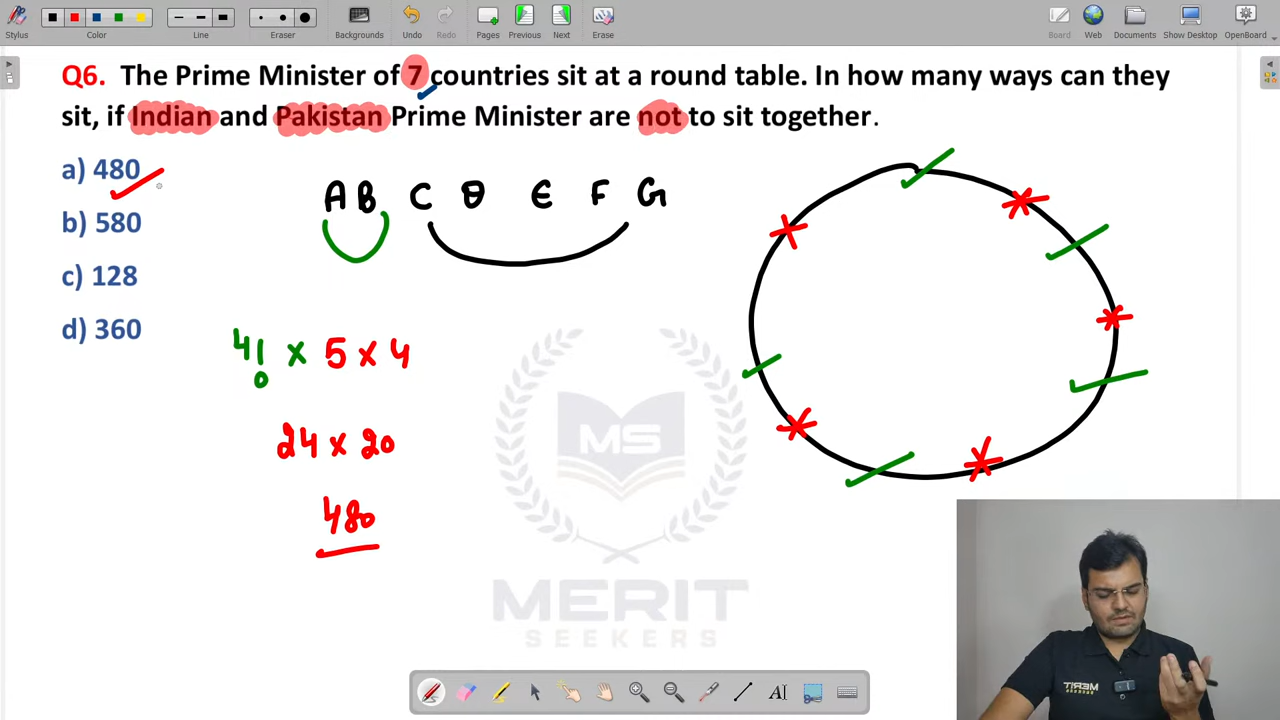 Stylus Color Line Eraser Backgrounds Undo Redo Pages Previous Next Erase Board Web Documents Show Desktop OpenBoard
Q6. The Prime Minister of 7 countries sit at a round table. In how many ways can they
sit, if Indian and Pakistan Prime Minister are not to sit together.
a) 480
b) 580
c) 128
d) 360
A B C D E F G
4! × 5 × 4
24 × 20
480
MS
MERIT
SEEKERS
MERIT
SEEKERS